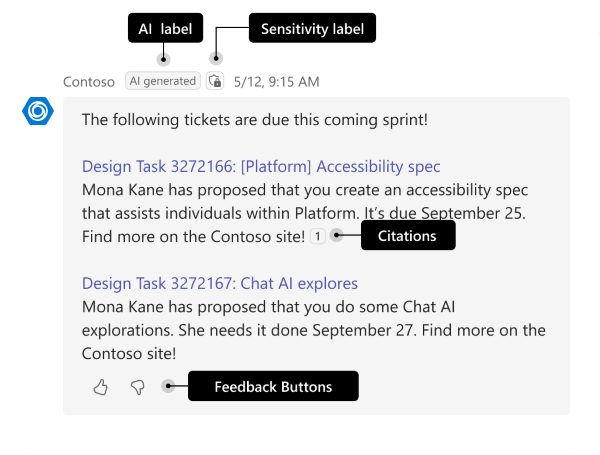 AI label
Sensitivity label
Contoso AI generated 5/12, 9:15 AM
The following tickets are due this coming sprint!
Design Task 3272166: [Platform] Accessibility spec
Mona Kane has proposed that you create an accessibility spec
that assists individuals within Platform. It's due September 25.
Find more on the Contoso site! 1
Citations
Design Task 3272167: Chat AI explores
Mona Kane has proposed that you do some Chat AI
explorations. She needs it done September 27. Find more on the
Contoso site!
Feedback Buttons